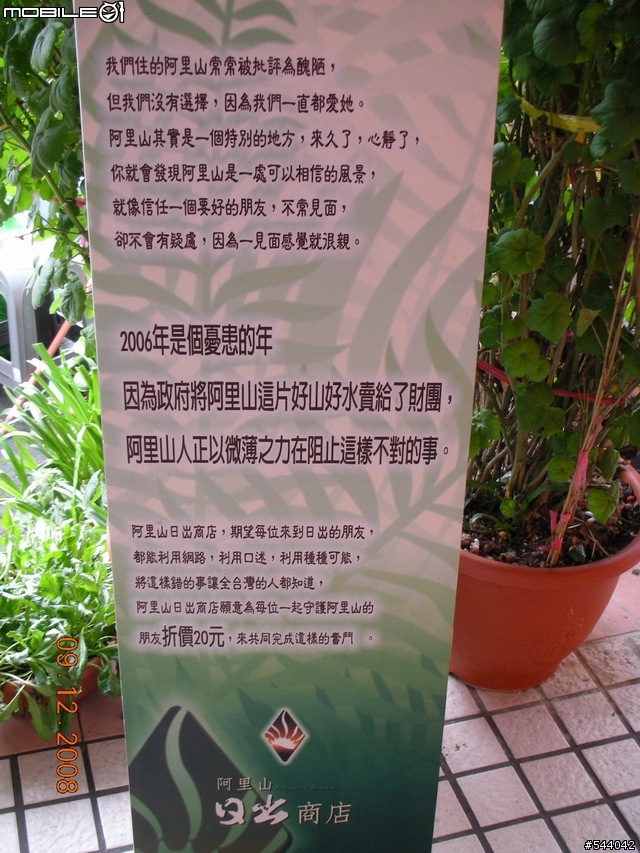 MOBILE01
我們住的阿里山常常被批評為醜陋，
但我們沒有選擇，因為我們一直都愛她。
阿里山其實是一個特別的地方，來久了，心靜了，
你就會發現阿里山是一處可以相信的風景，
就像信任一個要好的朋友，不常見面，
卻不會有疑慮，因為一見面感覺就很親。
2006年是個憂患的年
因為政府將阿里山這片好山好水賣給了財團，
阿里山人正以微薄之力在阻止這樣不對的事。
阿里山日出商店，期望每位來到日出的朋友，
都能利用網路，利用口述，利用種種可能，
將這樣錯的事讓全台灣的人都知道，
阿里山日出商店願意為每位一起守護阿里山的
朋友折價20元，來共同完成這樣的奮鬥 。
阿里山
日出商店
09.12.2008
#544042